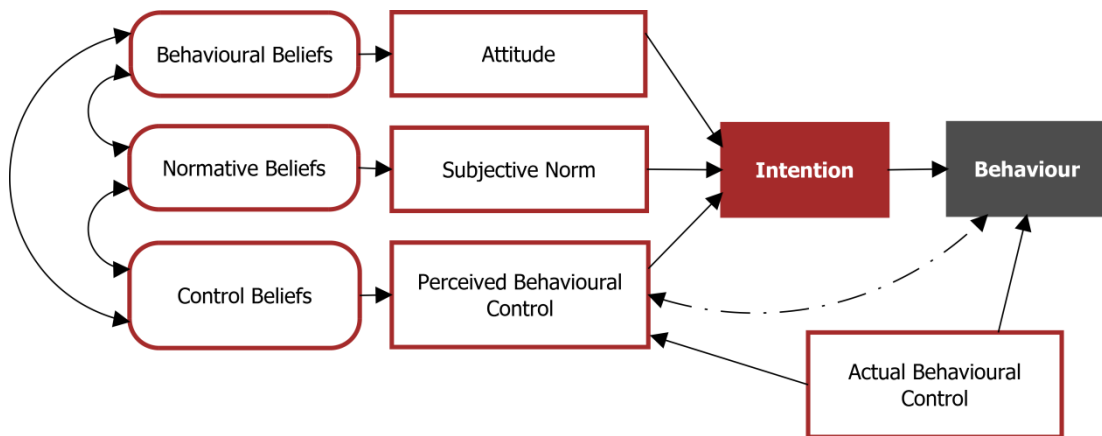 Behavioural Beliefs
Attitude
Normative Beliefs
Subjective Norm
Intention
Behaviour
Control Beliefs
Perceived Behavioural
Control
Actual Behavioural
Control